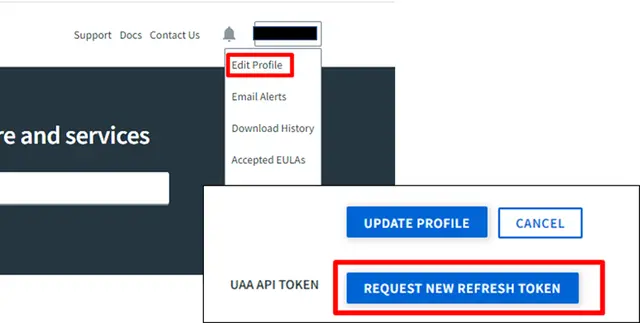 Support Docs Contact Us
Edit Profile
Email Alerts
re and services
Download History
Accepted EULAs
UPDATE PROFILE CANCEL
UAA API TOKEN REQUEST NEW REFRESH TOKEN